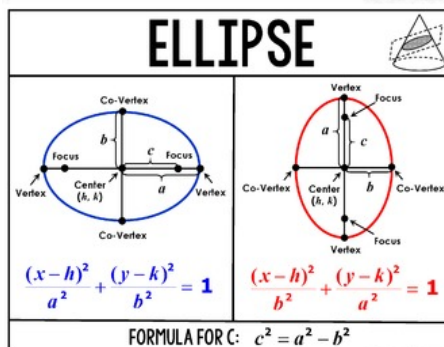 ELLIPSE
Co-Vertex
b
c
Focus
Focus
Vertex
Center
(h, k)
a
Vertex
Co-Vertex
(x − h)²/a² + (y − k)²/b² = 1
Vertex
Focus
a
c
Co-Vertex
Center
(h, k)
b
Co-Vertex
Focus
Vertex
(x − h)²/b² + (y − k)²/a² = 1
FORMULA FOR C: c² = a² − b²